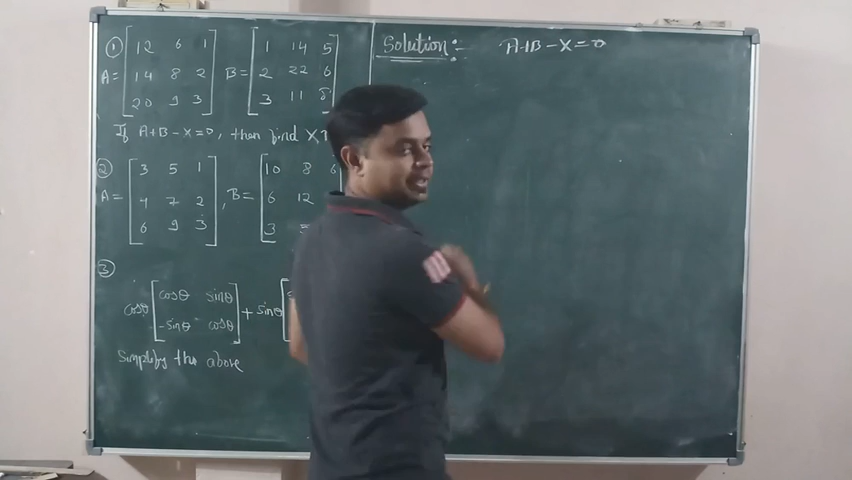 ① A = [ 12 6 1
14 8 2
20 9 3 ] B = [ 1 14 5
2 22 6
3 11 8 ]
If A+B-X=0, then find X
② A = [ 3 5 1
4 7 2
6 9 3 ], B = [ 10 8 6
6 12
3
③
cosθ [ cosθ sinθ
-sinθ cosθ ] + sinθ [
Simplify the above
Solution:- A+B-X=0